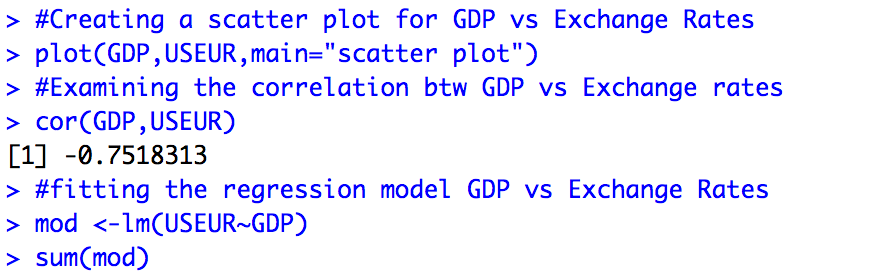 > #Creating a scatter plot for GDP vs Exchange Rates
> plot(GDP,USEUR,main="scatter plot")
> #Examining the correlation btw GDP vs Exchange rates
> cor(GDP,USEUR)
[1] -0.7518313
> #fitting the regression model GDP vs Exchange Rates
> mod <-lm(USEUR~GDP)
> sum(mod)